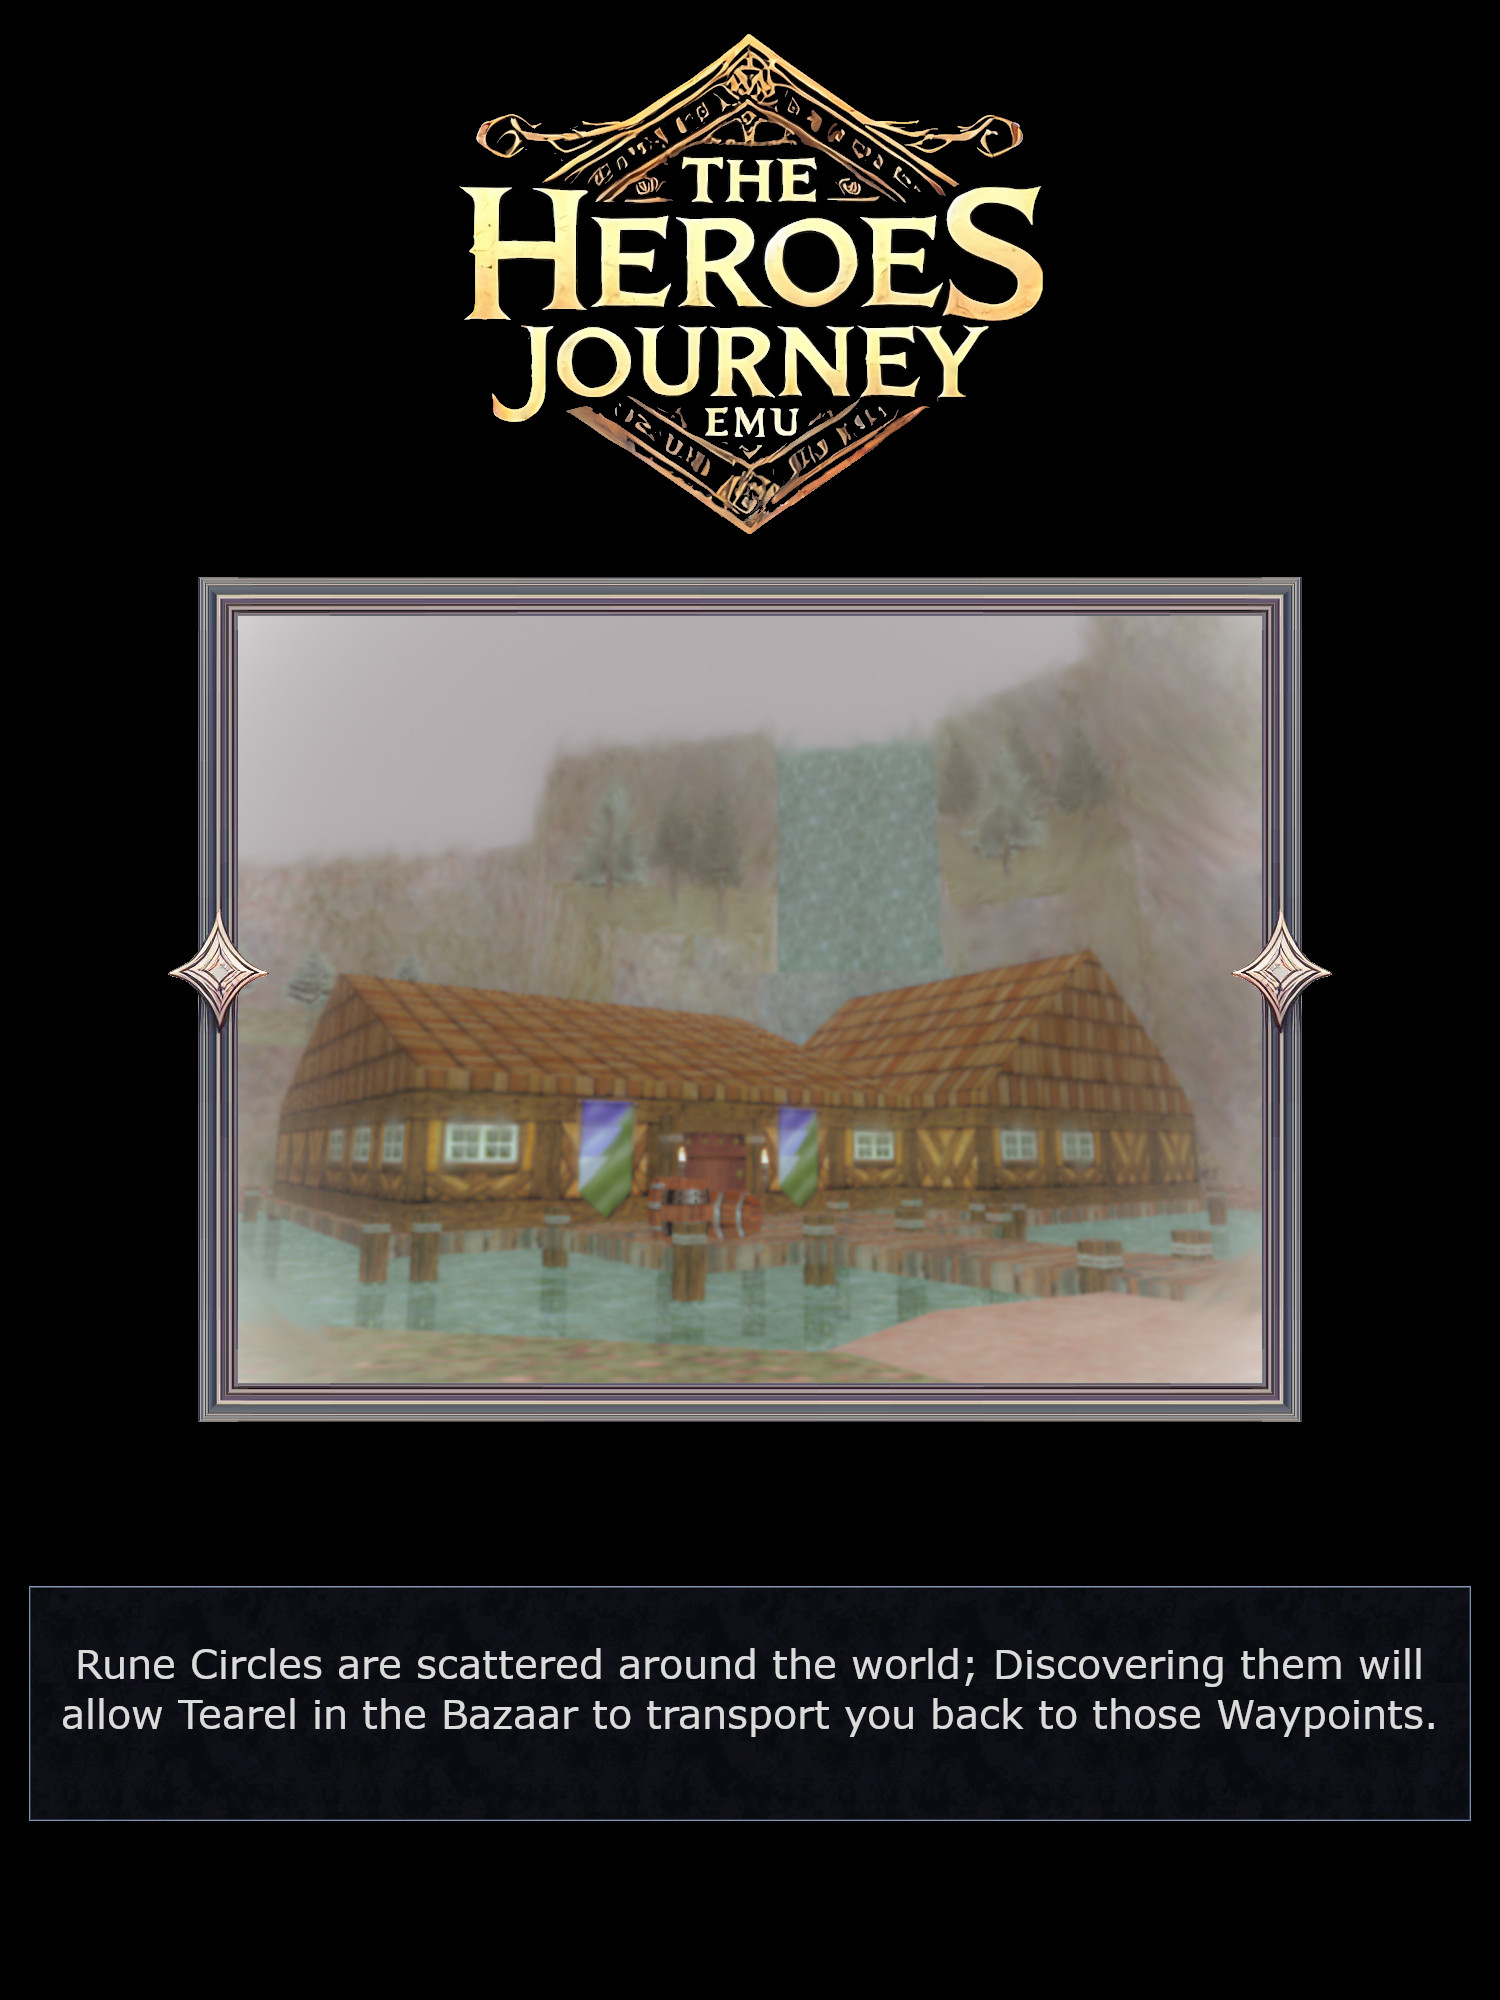 THE
HEROES
JOURNEY
EMU
Rune Circles are scattered around the world; Discovering them will
allow Tearel in the Bazaar to transport you back to those Waypoints.